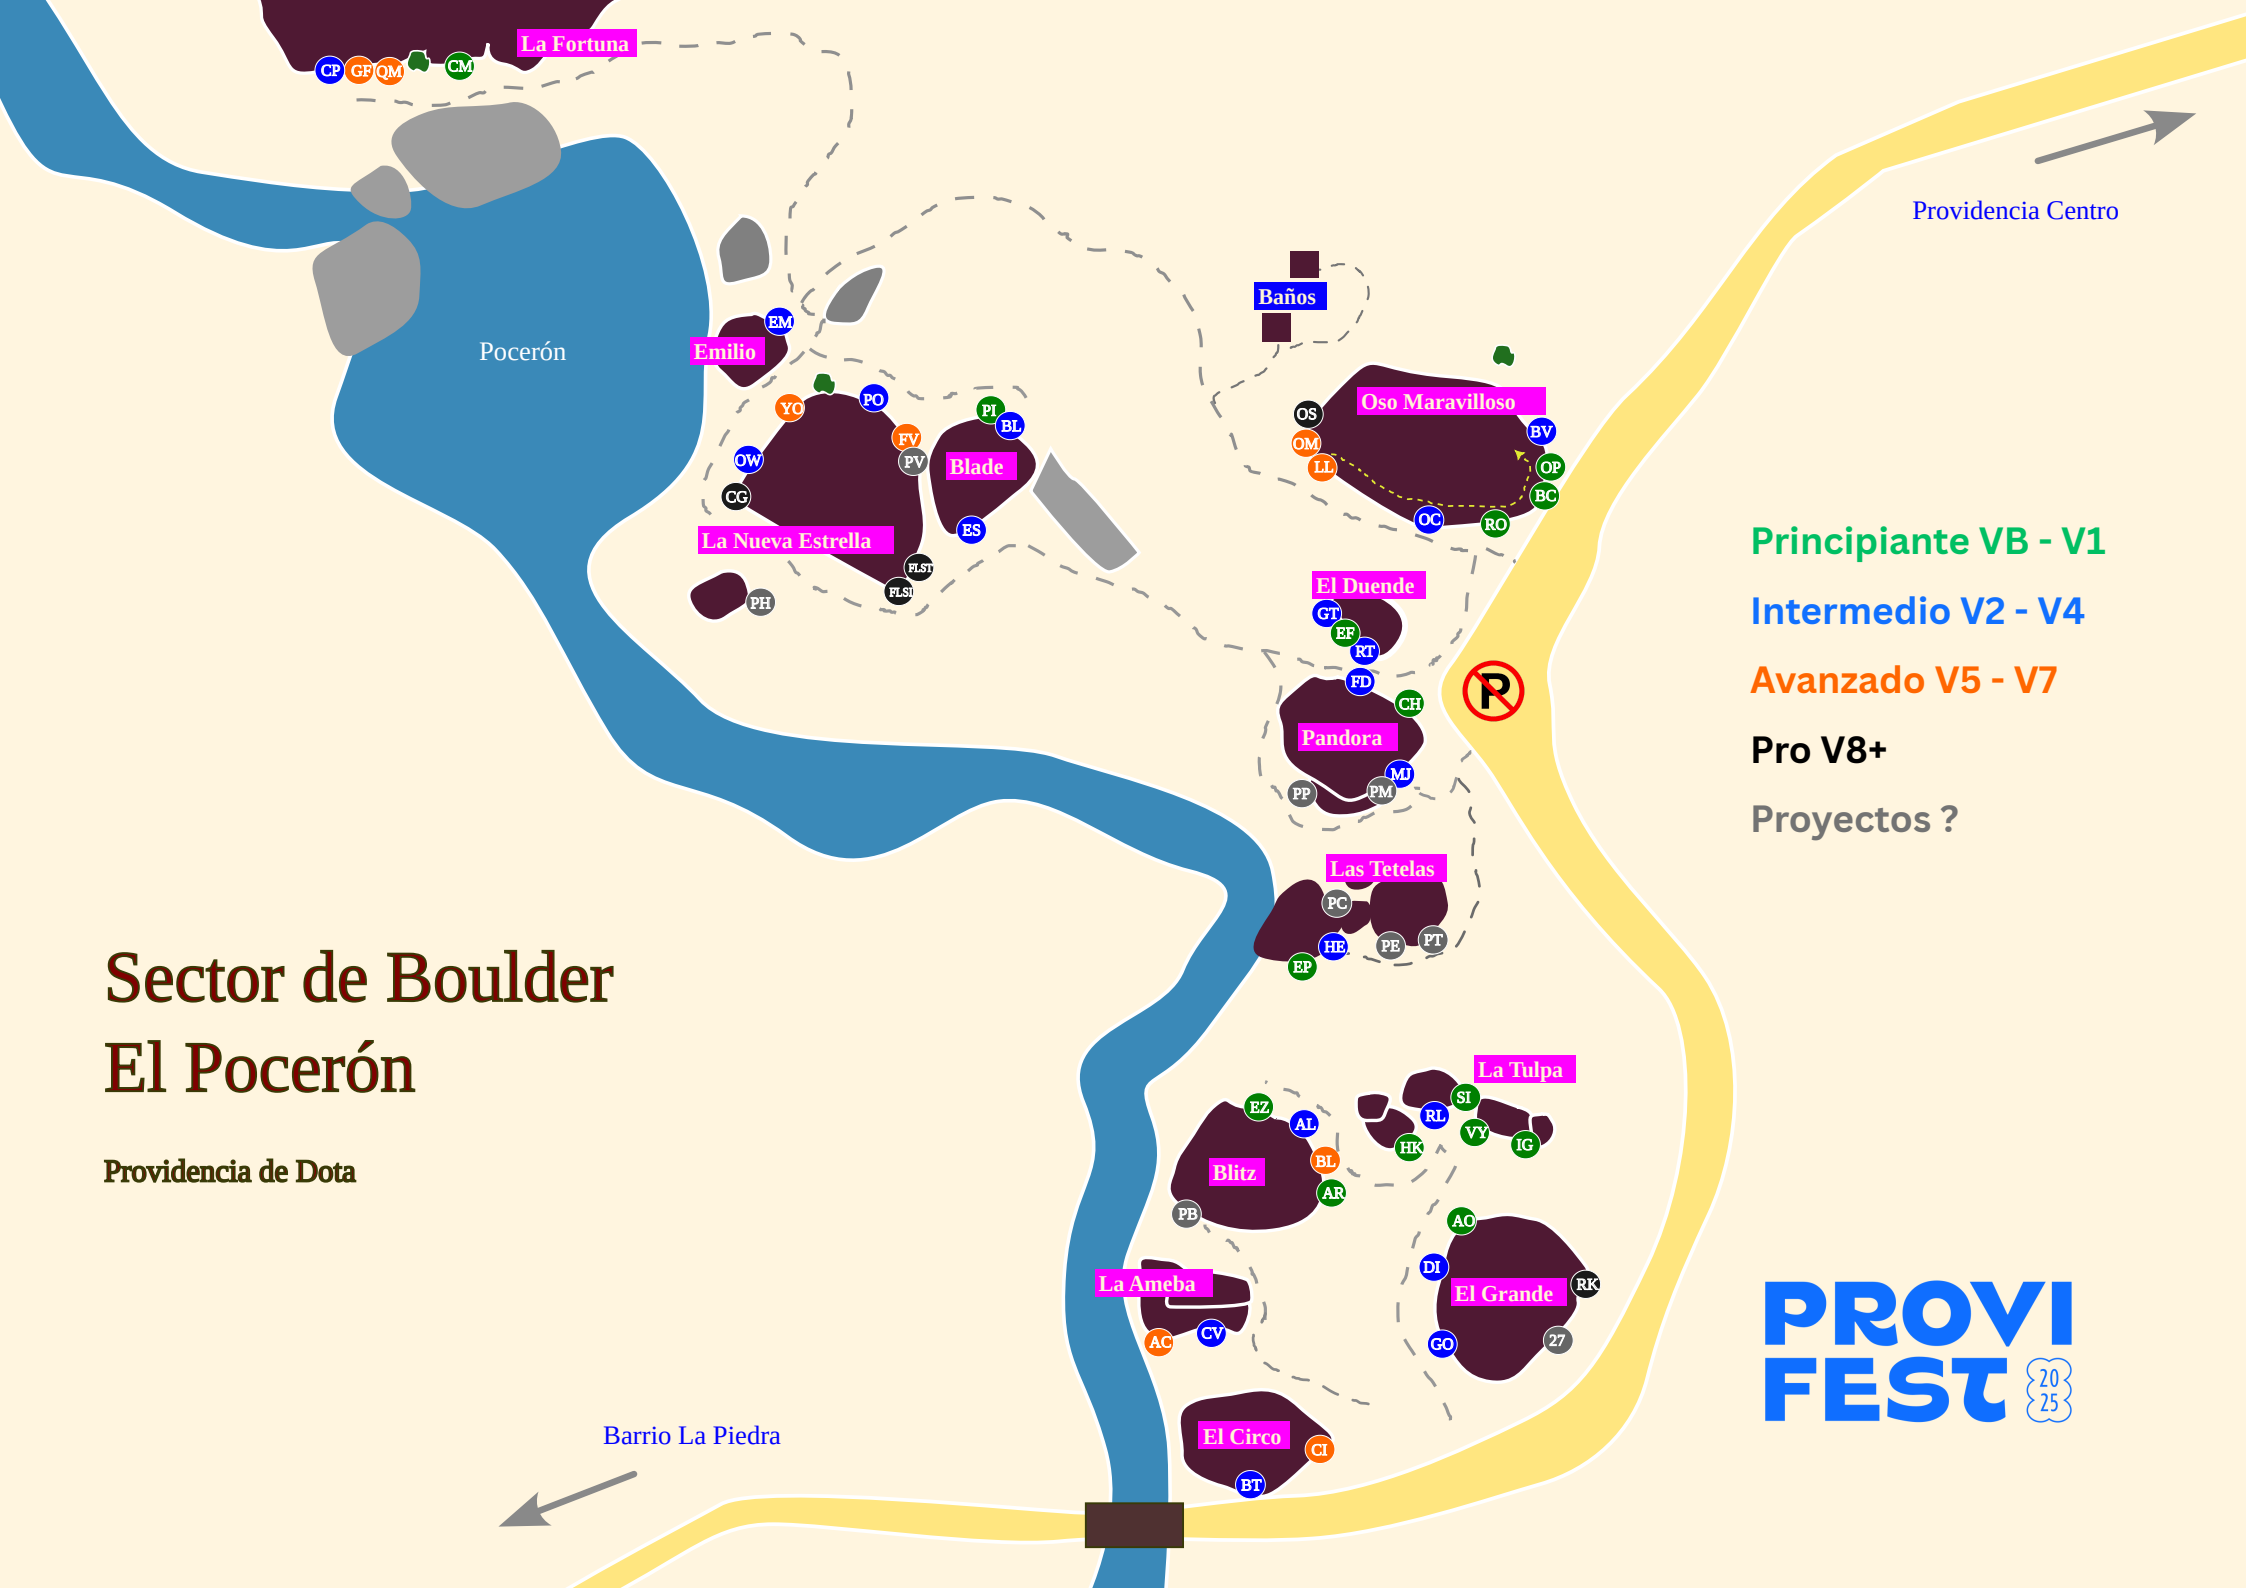 La Fortuna
CP
GF
QM
CM
Providencia Centro
Baños
Pocerón
EM
Emilio
YO
PO
FV
PV
OW
CG
La Nueva Estrella
FLST
FLSI
PH
PI
BL
Blade
ES
Oso Maravilloso
OS
OM
LL
BV
OP
BC
RO
OC
El Duende
GT
EF
RT
FD
CH
Pandora
MJ
PM
PP
P
Las Tetelas
PC
HE
EP
PE
PT
Principiante VB - V1
Intermedio V2 - V4
Avanzado V5 - V7
Pro V8+
Proyectos ?
Sector de Boulder
El Pocerón
Providencia de Dota
La Tulpa
SI
RL
VY
IG
HK
EZ
AL
BL
AR
Blitz
PB
La Ameba
AC
CV
AO
DI
El Grande
RK
GO
27
El Circo
CI
BT
Barrio La Piedra
PROVI
FEST
20
25